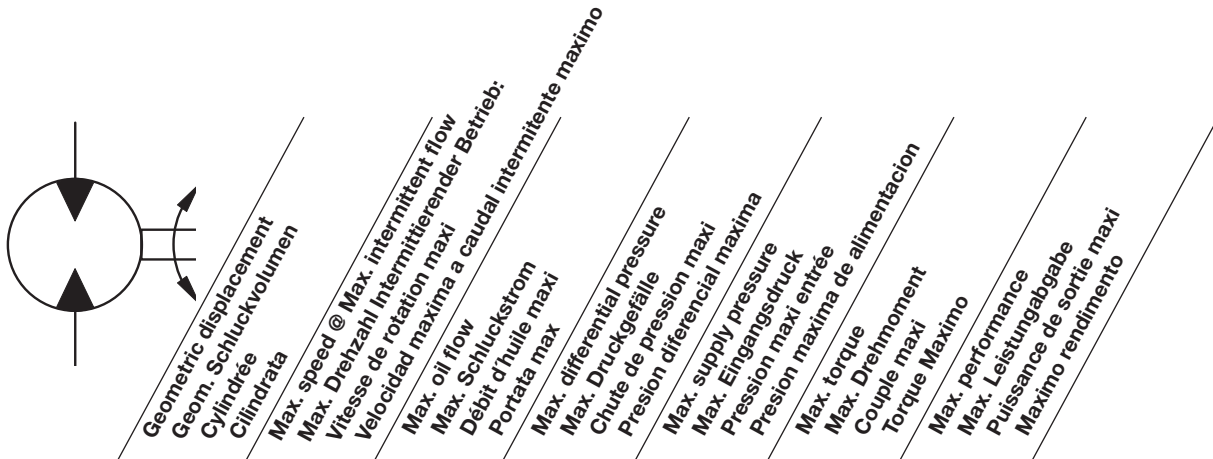 Geometric displacement
Geom. Schluckvolumen
Cylindrée
Cilindrata
Max. speed @ Max. intermittent flow
Max. Drehzahl Intermittierender Betrieb:
Vitesse de rotation maxi
Velocidad maxima a caudal intermitente maximo
Max. oil flow
Max. Schluckstrom
Débit d'huile maxi
Portata max
Max. differential pressure
Max. Druckgefälle
Chute de pression maxi
Presion diferencial maxima
Max. supply pressure
Max. Eingangsdruck
Pression maxi entrée
Presion maxima de alimentacion
Max. torque
Max. Drehmoment
Couple maxi
Torque Maximo
Max. performance
Max. Leistungabgabe
Puissance de sortie maxi
Maximo rendimento